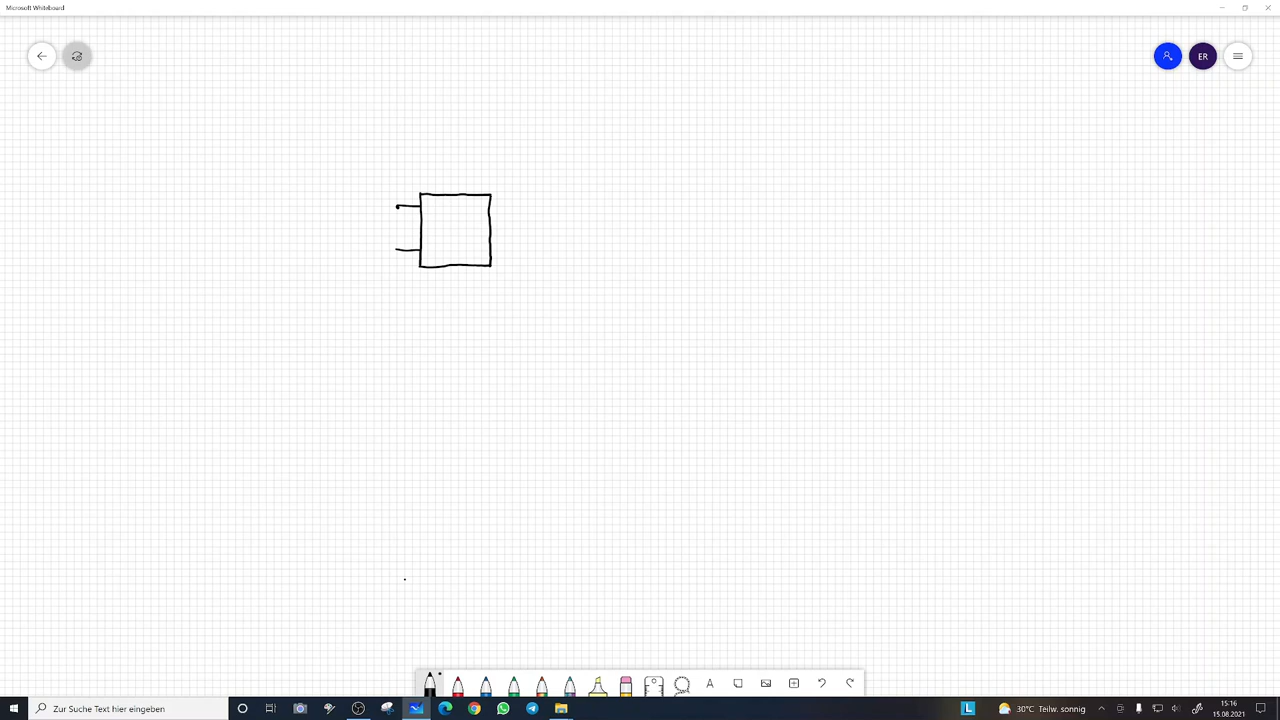 Microsoft Whiteboard
ER
A
Zur Suche Text hier eingeben
L
30°C Teilw. sonnig
15:16
15.08.2021